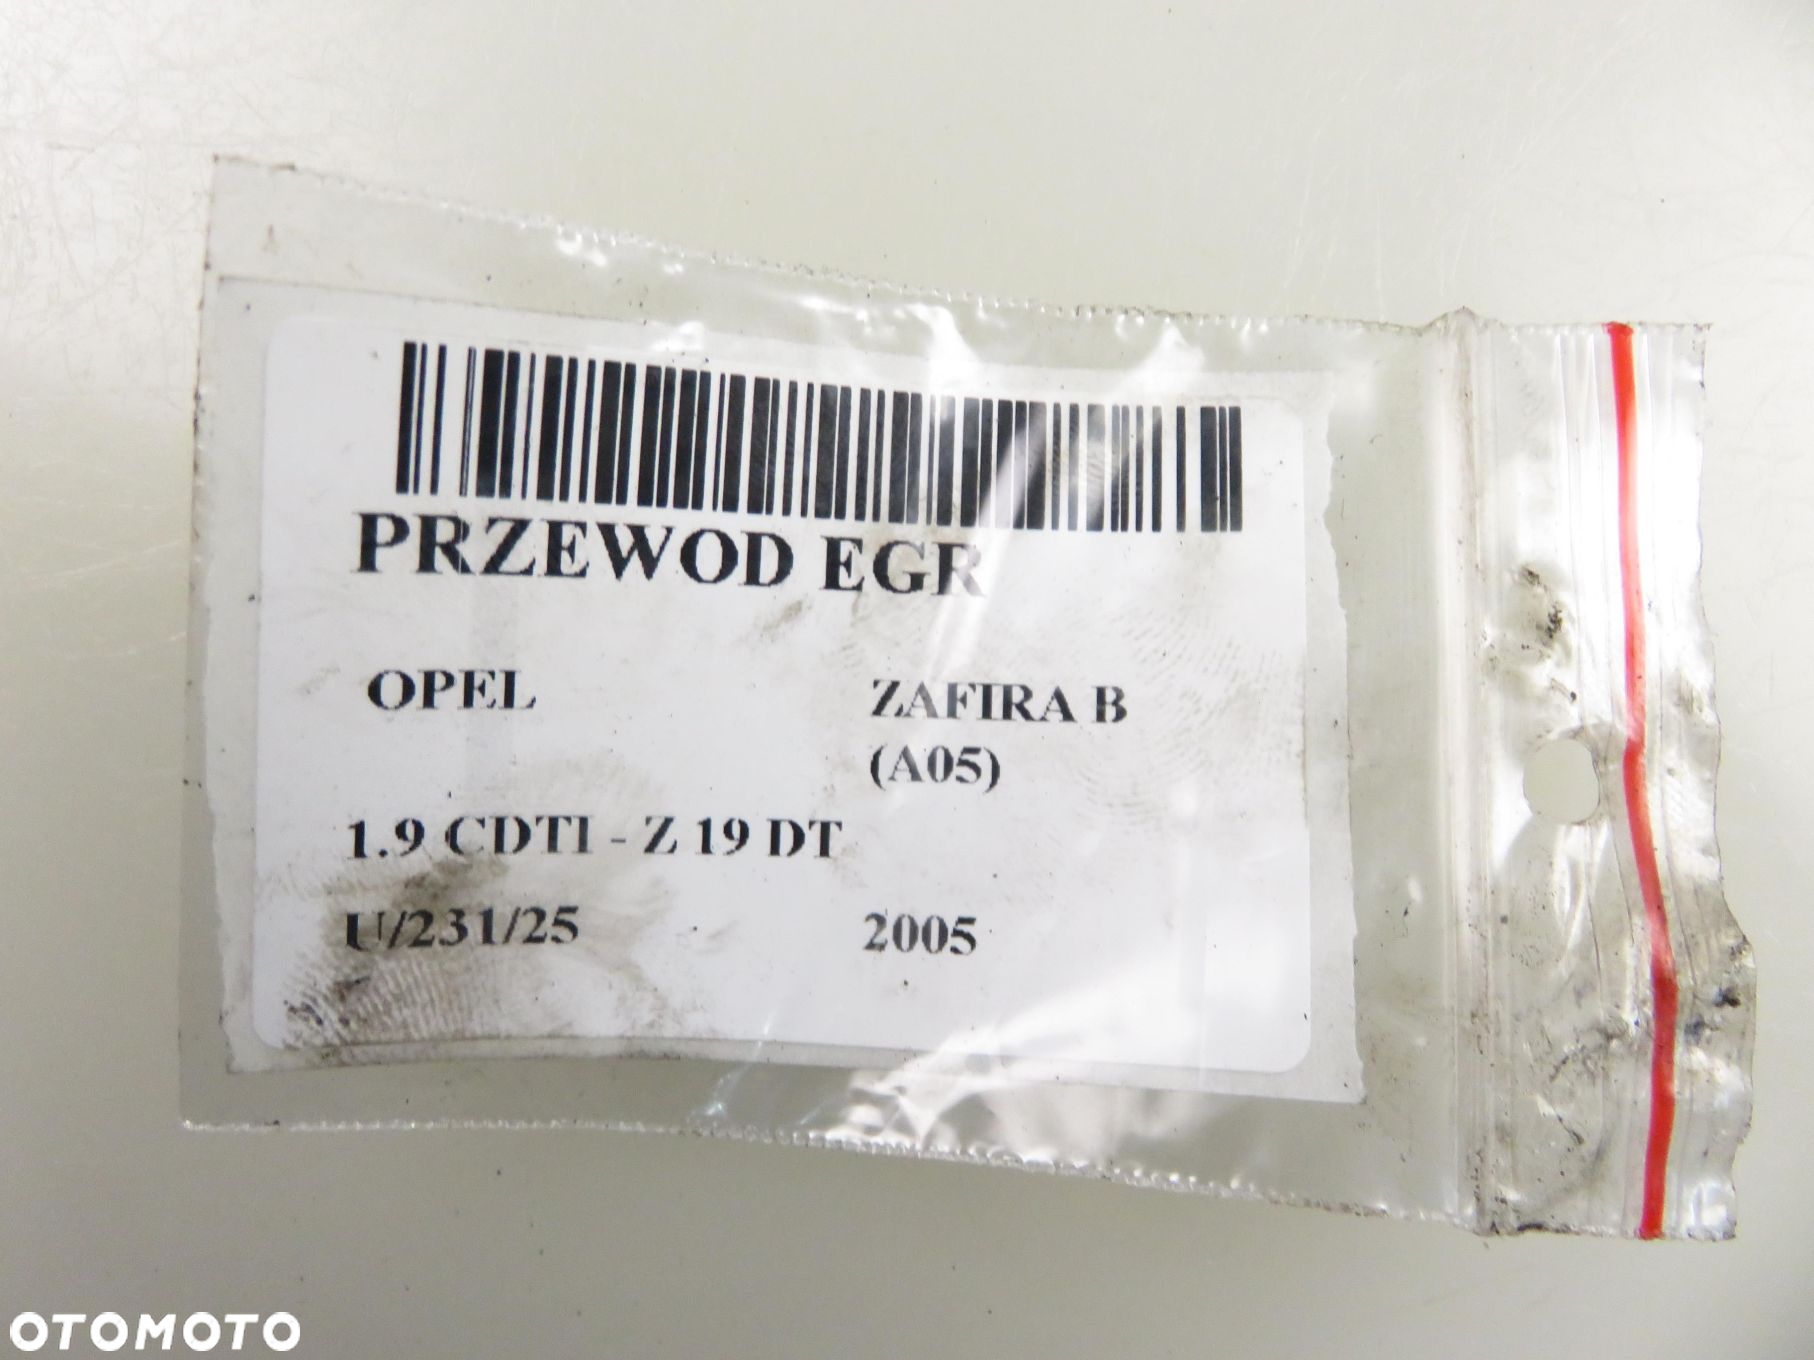 PRZEWOD EGR
OPEL ZAFIRA B
(A05)
1.9 CDTI - Z 19 DT
U/231/25 2005
OTOMOTO